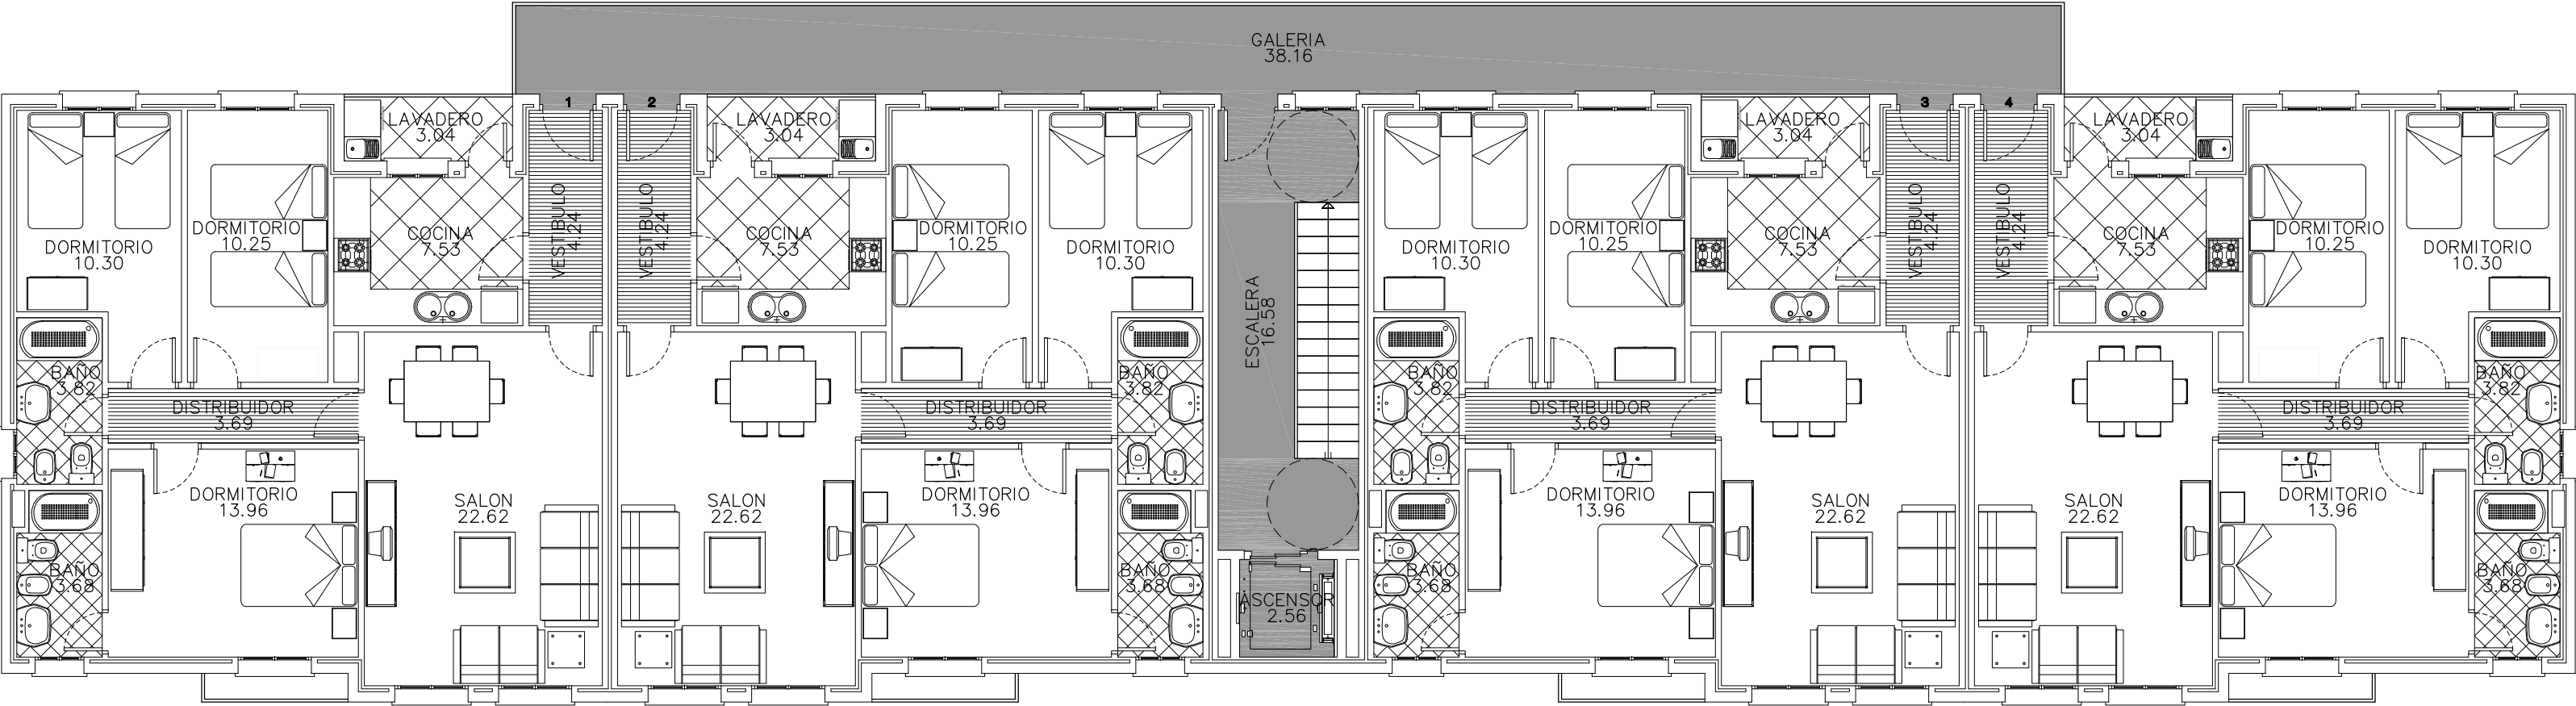 GALERIA
38.16
1
2
3
4
LAVADERO
3.04
LAVADERO
3.04
LAVADERO
3.04
LAVADERO
3.04
DORMITORIO
10.30
DORMITORIO
10.25
COCINA
7.53
VESTIBULO
4.24
VESTIBULO
4.24
COCINA
7.53
DORMITORIO
10.25
DORMITORIO
10.30
ESCALERA
16.58
DORMITORIO
10.30
DORMITORIO
10.25
COCINA
7.53
VESTIBULO
4.24
VESTIBULO
4.24
COCINA
7.53
DORMITORIO
10.25
DORMITORIO
10.30
BAÑO
3.82
DISTRIBUIDOR
3.69
DISTRIBUIDOR
3.69
BAÑO
3.82
BAÑO
3.82
DISTRIBUIDOR
3.69
DISTRIBUIDOR
3.69
BAÑO
3.82
DORMITORIO
13.96
SALON
22.62
SALON
22.62
DORMITORIO
13.96
DORMITORIO
13.96
SALON
22.62
SALON
22.62
DORMITORIO
13.96
BAÑO
3.68
BAÑO
3.68
ASCENSOR
2.56
BAÑO
3.68
BAÑO
3.68